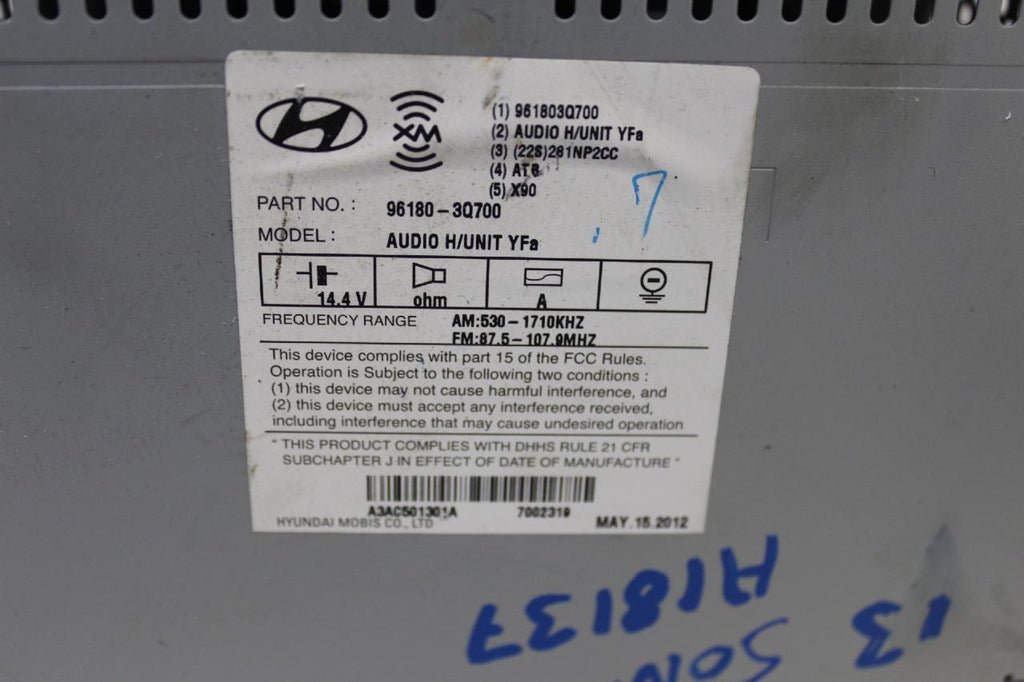 XM
(1) 961803Q700
(2) AUDIO H/UNIT YFa
(3) (22S)261NP2CC
(4) AT6
(5) X90
7
PART NO. : 96180-3Q700
MODEL : AUDIO H/UNIT YFa
14.4 V ohm A
FREQUENCY RANGE AM:530-1710KHZ
FM:87.5-107.9MHZ
This device complies with part 15 of the FCC Rules.
Operation is Subject to the following two conditions :
(1) this device may not cause harmful interference, and
(2) this device must accept any interference received,
including interference that may cause undesired operation
" THIS PRODUCT COMPLIES WITH DHHS RULE 21 CFR
SUBCHAPTER J IN EFFECT OF DATE OF MANUFACTURE "
A3AC501301A 7002319
HYUNDAI MOBIS CO., LTD MAY.15.2012
13 SON
A18137